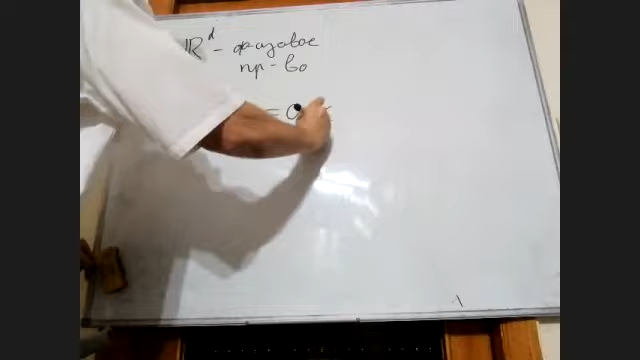 ℝ^d - фазовое
пр-во
=